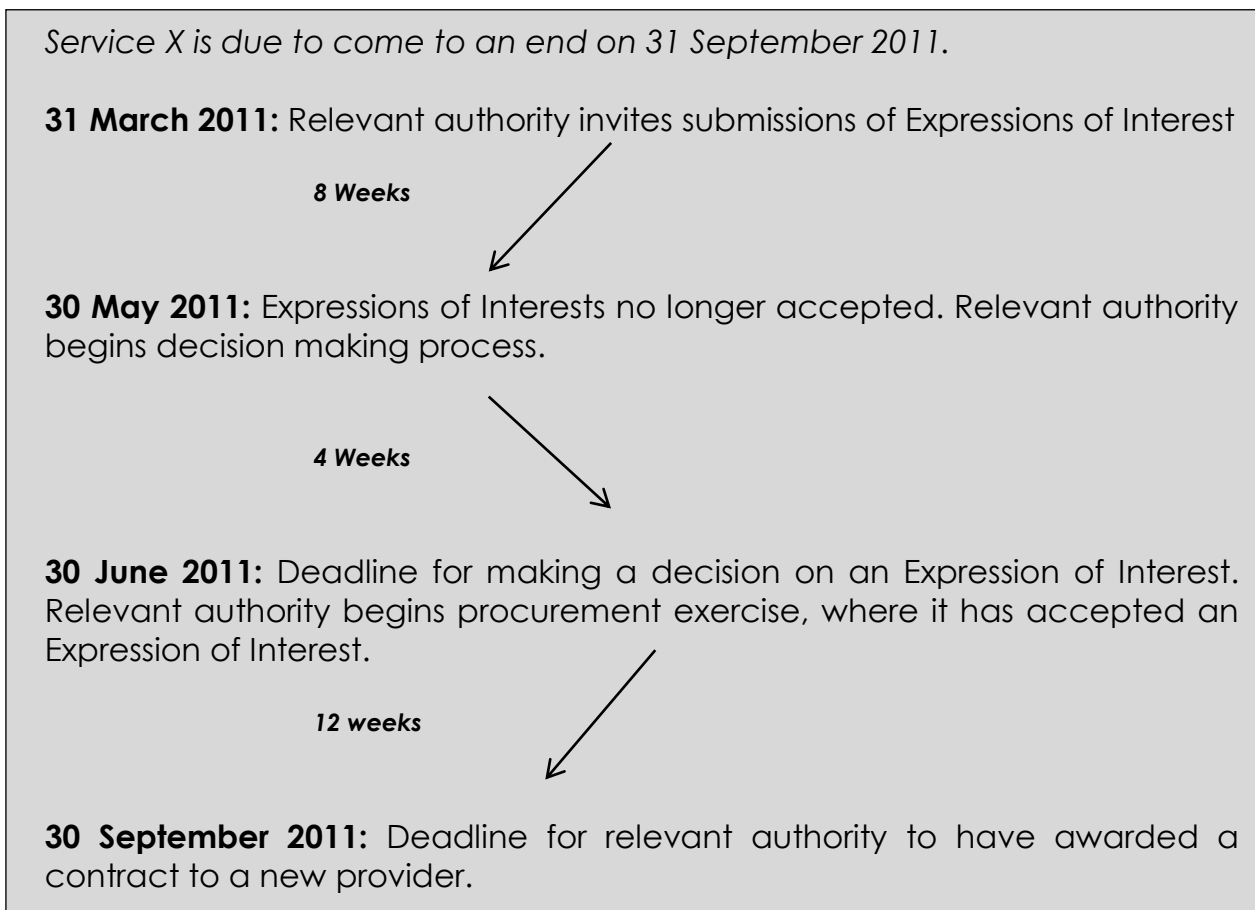 Service X is due to come to an end on 31 September 2011.
31 March 2011: Relevant authority invites submissions of Expressions of Interest
8 Weeks
30 May 2011: Expressions of Interests no longer accepted. Relevant authority
begins decision making process.
4 Weeks
30 June 2011: Deadline for making a decision on an Expression of Interest.
Relevant authority begins procurement exercise, where it has accepted an
Expression of Interest.
12 weeks
30 September 2011: Deadline for relevant authority to have awarded a
contract to a new provider.